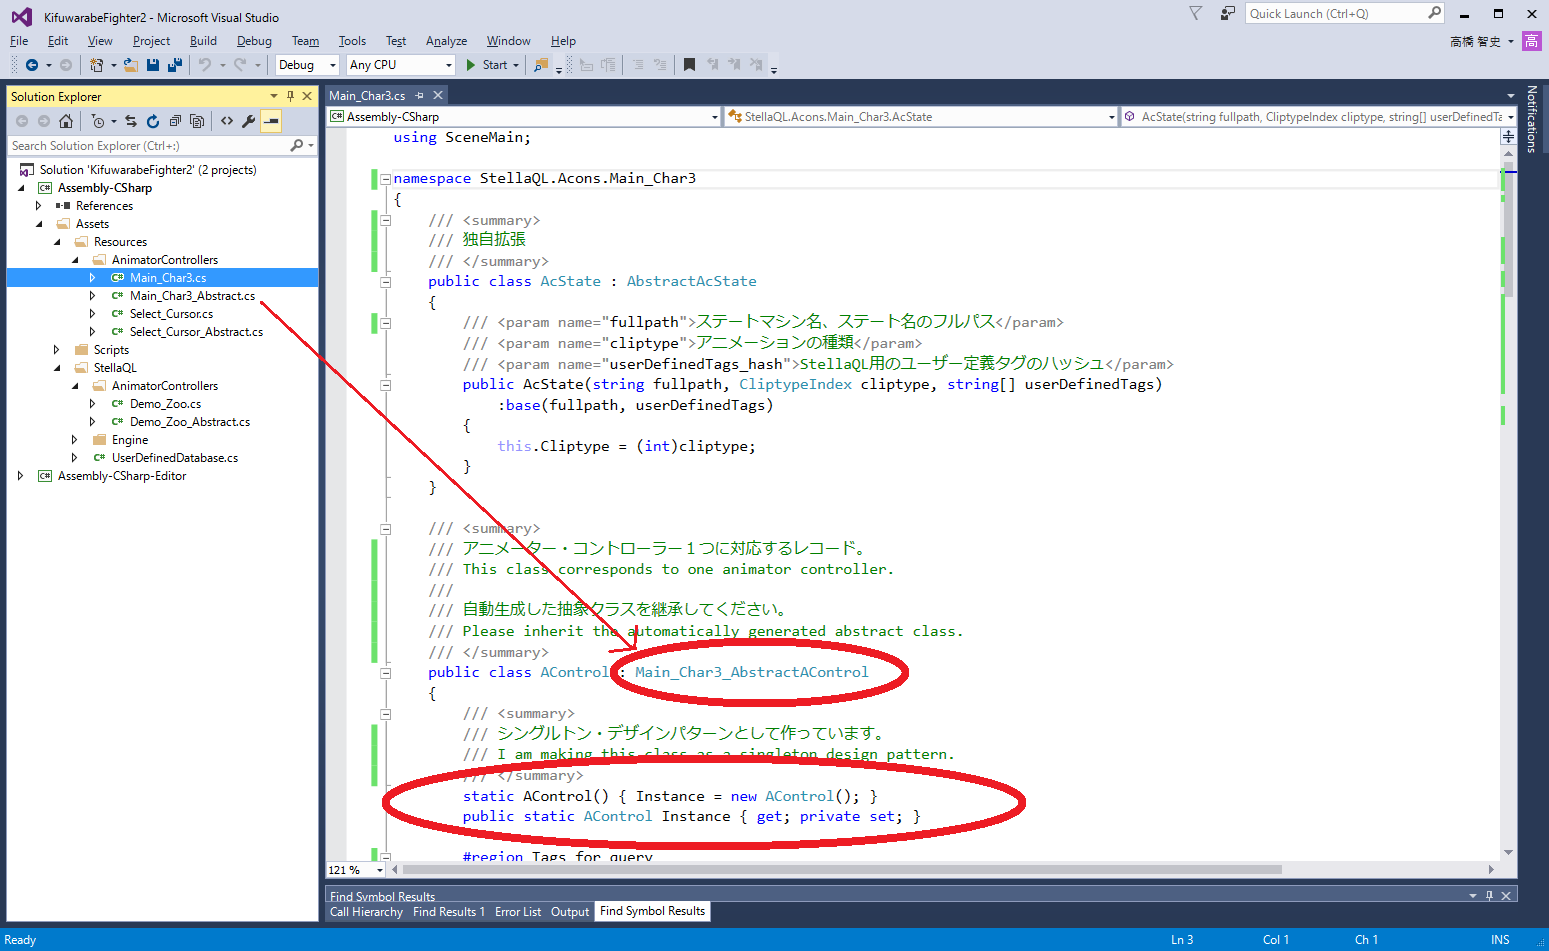 KifuwarabeFighter2 - Microsoft Visual Studio
Quick Launch (Ctrl+Q)
File Edit View Project Build Debug Team Tools Test Analyze Window Help
高橋 智史
高
Debug
Any CPU
Start
Solution Explorer
Search Solution Explorer (Ctrl+:)
Solution 'KifuwarabeFighter2' (2 projects)
Assembly-CSharp
References
Assets
Resources
AnimatorControllers
Main_Char3.cs
Main_Char3_Abstract.cs
Select_Cursor.cs
Select_Cursor_Abstract.cs
Scripts
StellaQL
AnimatorControllers
Demo_Zoo.cs
Demo_Zoo_Abstract.cs
Engine
UserDefinedDatabase.cs
Assembly-CSharp-Editor
Main_Char3.cs
Assembly-CSharp
StellaQL.Acons.Main_Char3.AcState
AcState(string fullpath, CliptypeIndex cliptype, string[] userDefinedTa
Notifications
using SceneMain;
namespace StellaQL.Acons.Main_Char3
{
/// <summary>
/// 独自拡張
/// </summary>
public class AcState : AbstractAcState
{
/// <param name="fullpath">ステートマシン名、ステート名のフルパス</param>
/// <param name="cliptype">アニメーションの種類</param>
/// <param name="userDefinedTags_hash">StellaQL用のユーザー定義タグのハッシュ</param>
public AcState(string fullpath, CliptypeIndex cliptype, string[] userDefinedTags)
:base(fullpath, userDefinedTags)
{
this.Cliptype = (int)cliptype;
}
}
/// <summary>
/// アニメーター・コントローラー１つに対応するレコード。
/// This class corresponds to one animator controller.
///
/// 自動生成した抽象クラスを継承してください。
/// Please inherit the automatically generated abstract class.
/// </summary>
public class AControl : Main_Char3_AbstractAControl
{
/// <summary>
/// シングルトン・デザインパターンとして作っています。
/// I am making this class as a singleton design pattern.
/// </summary>
static AControl() { Instance = new AControl(); }
public static AControl Instance { get; private set; }
#region Tags for query
121 %
Find Symbol Results
Call Hierarchy Find Results 1 Error List Output Find Symbol Results
Ready
Ln 3 Col 1 Ch 1 INS